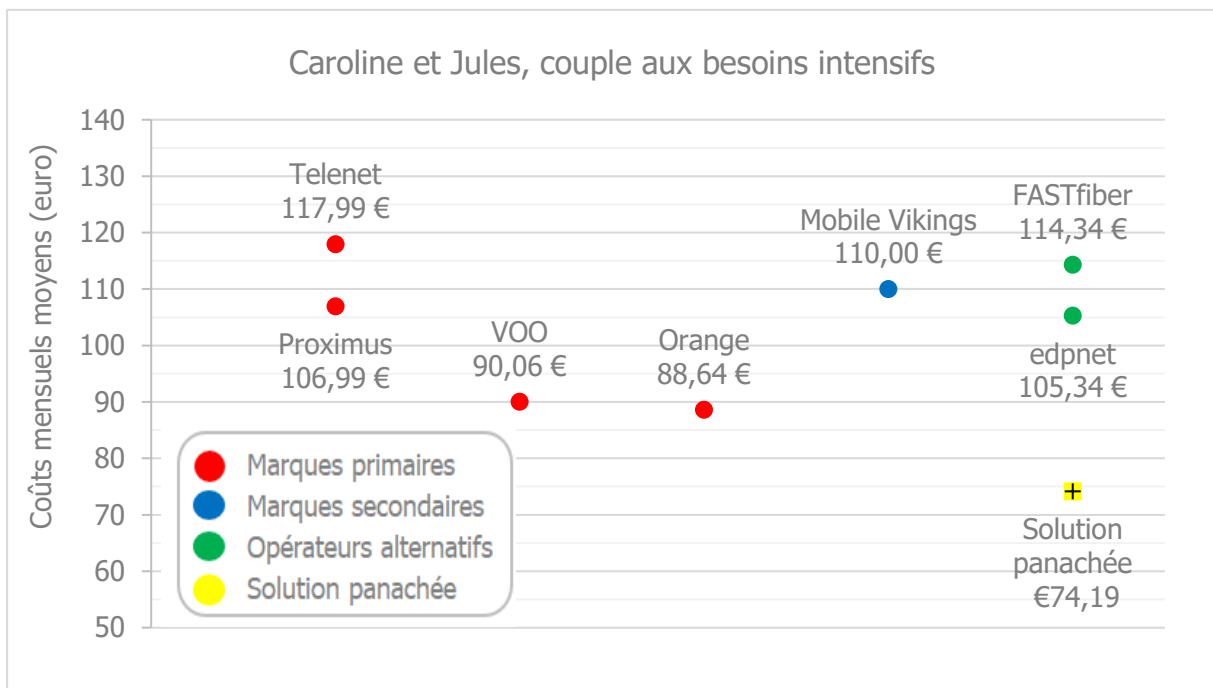 Caroline et Jules, couple aux besoins intensifs
Coûts mensuels moyens (euro)
140
130
120
110
100
90
80
70
60
50
Telenet
117,99 €
Proximus
106,99 €
VOO
90,06 €
Orange
88,64 €
Mobile Vikings
110,00 €
FASTfiber
114,34 €
edpnet
105,34 €
Solution
panachée
€74,19
Marques primaires
Marques secondaires
Opérateurs alternatifs
Solution panachée